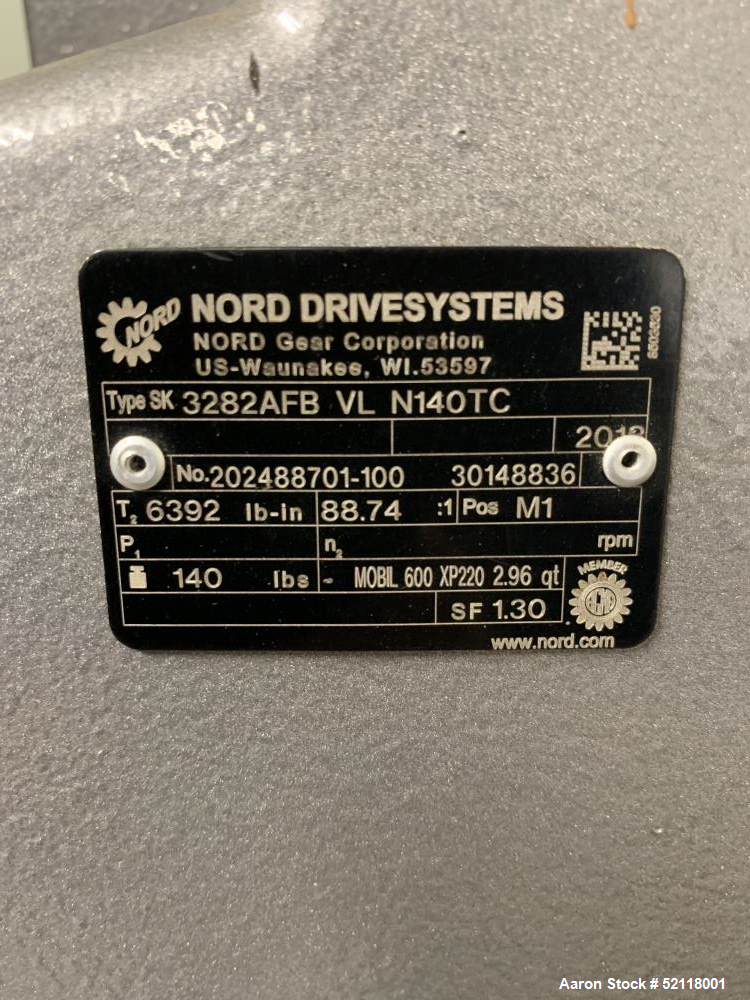 NORD
NORD DRIVESYSTEMS
NORD Gear Corporation
US-Waunakee, WI.53597
Type SK 3282AFB VL N140TC
No.202488701-100 30148836
T2 6392 lb-in 88.74 :1 Pos M1
P1 n2 rpm
140 lbs ~ MOBIL 600 XP220 2.96 qt
MEMBER
SF 1.30
www.nord.com
Aaron Stock # 52118001